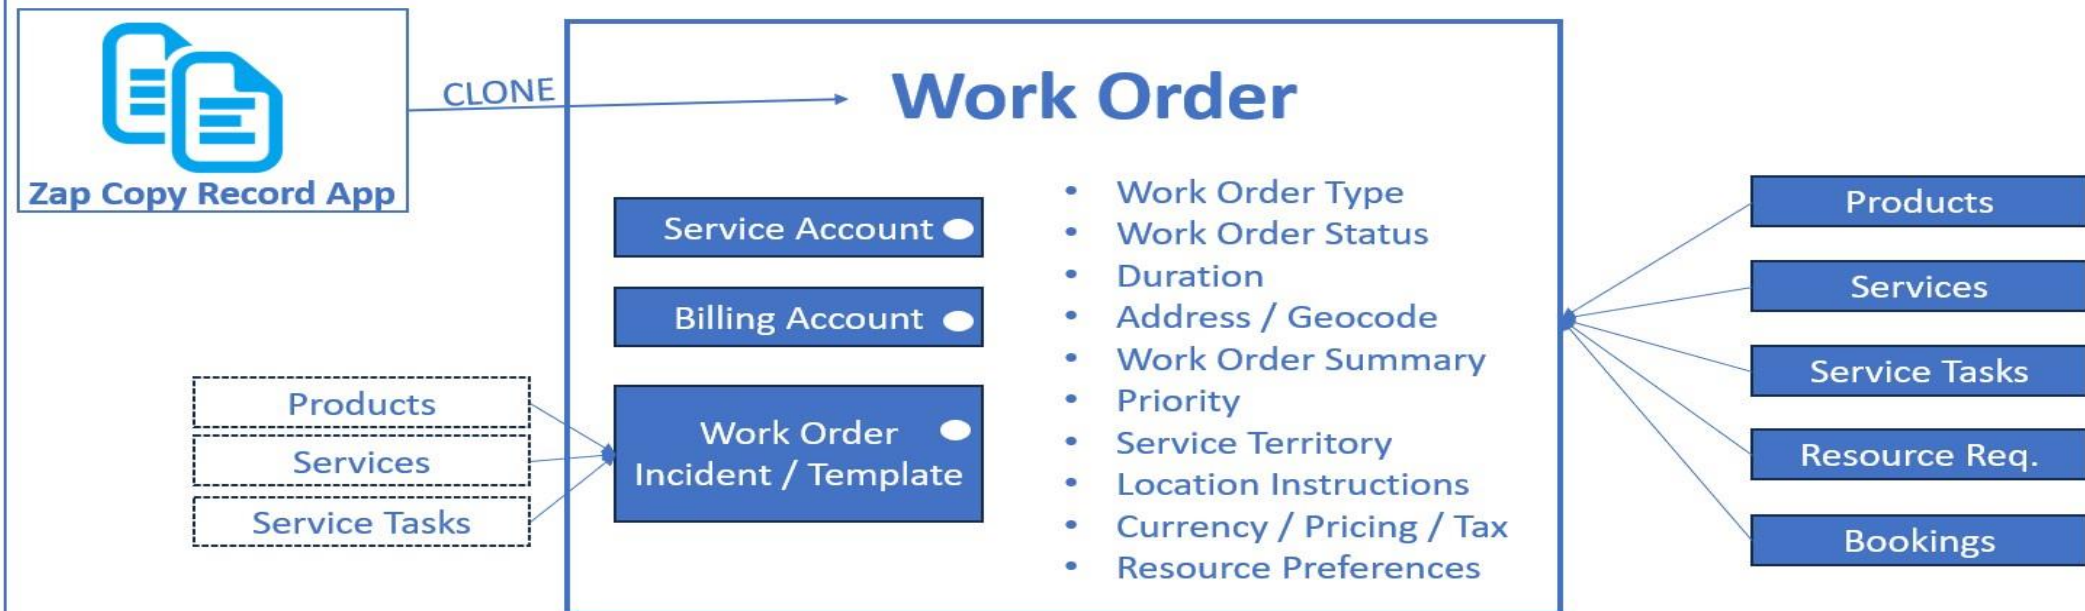 Zap Copy Record App
CLONE
Work Order
Service Account
Billing Account
Work Order
Incident / Template
Products
Services
Service Tasks
• Work Order Type
• Work Order Status
• Duration
• Address / Geocode
• Work Order Summary
• Priority
• Service Territory
• Location Instructions
• Currency / Pricing / Tax
• Resource Preferences
Products
Services
Service Tasks
Resource Req.
Bookings